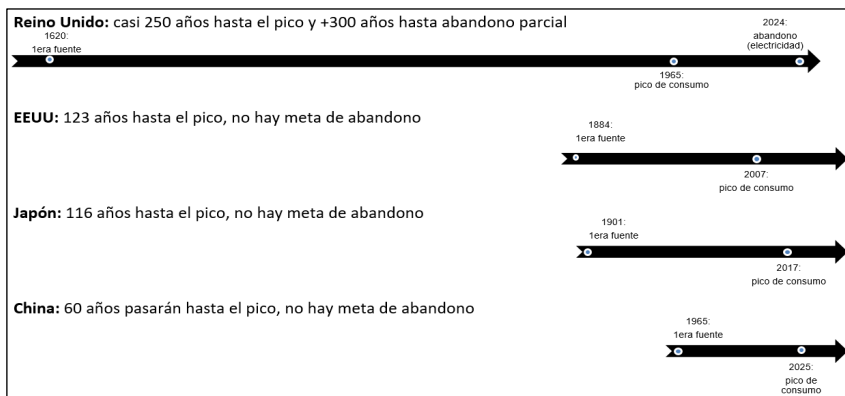 Reino Unido: casi 250 años hasta el pico y +300 años hasta abandono parcial
1620:
1era fuente
2024:
abandono
(electricidad)
1965:
pico de consumo
EEUU: 123 años hasta el pico, no hay meta de abandono
1884:
1era fuente
2007:
pico de consumo
Japón: 116 años hasta el pico, no hay meta de abandono
1901:
1era fuente
2017:
pico de consumo
China: 60 años pasarán hasta el pico, no hay meta de abandono
1965:
1era fuente
2025:
pico de
consumo